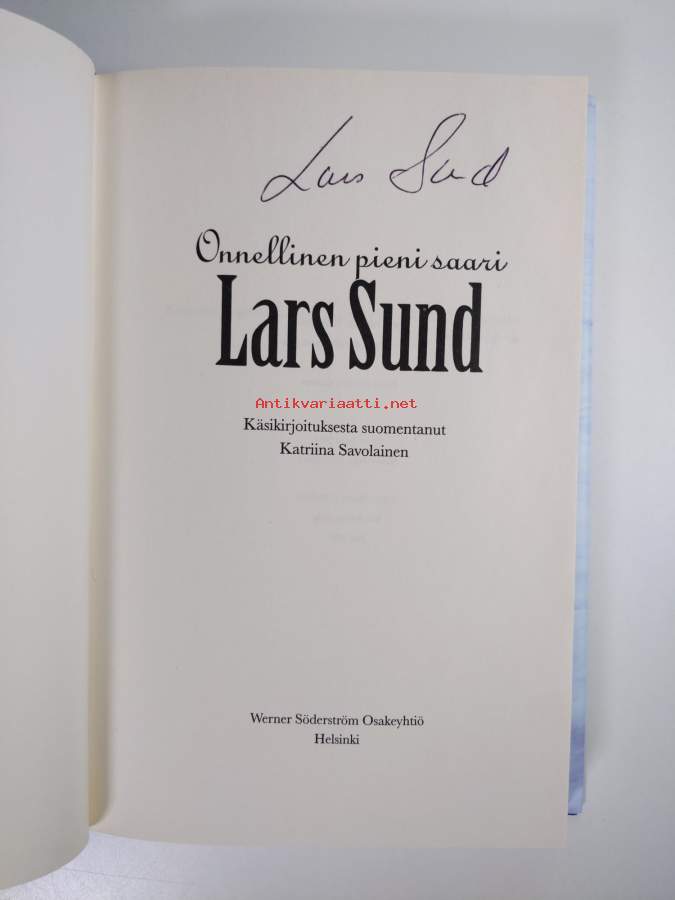 Lars Sund
Onnellinen pieni saari
Lars Sund
Antikvariaatti.net
Käsikirjoituksesta suomentanut
Katriina Savolainen
Werner Söderström Osakeyhtiö
Helsinki